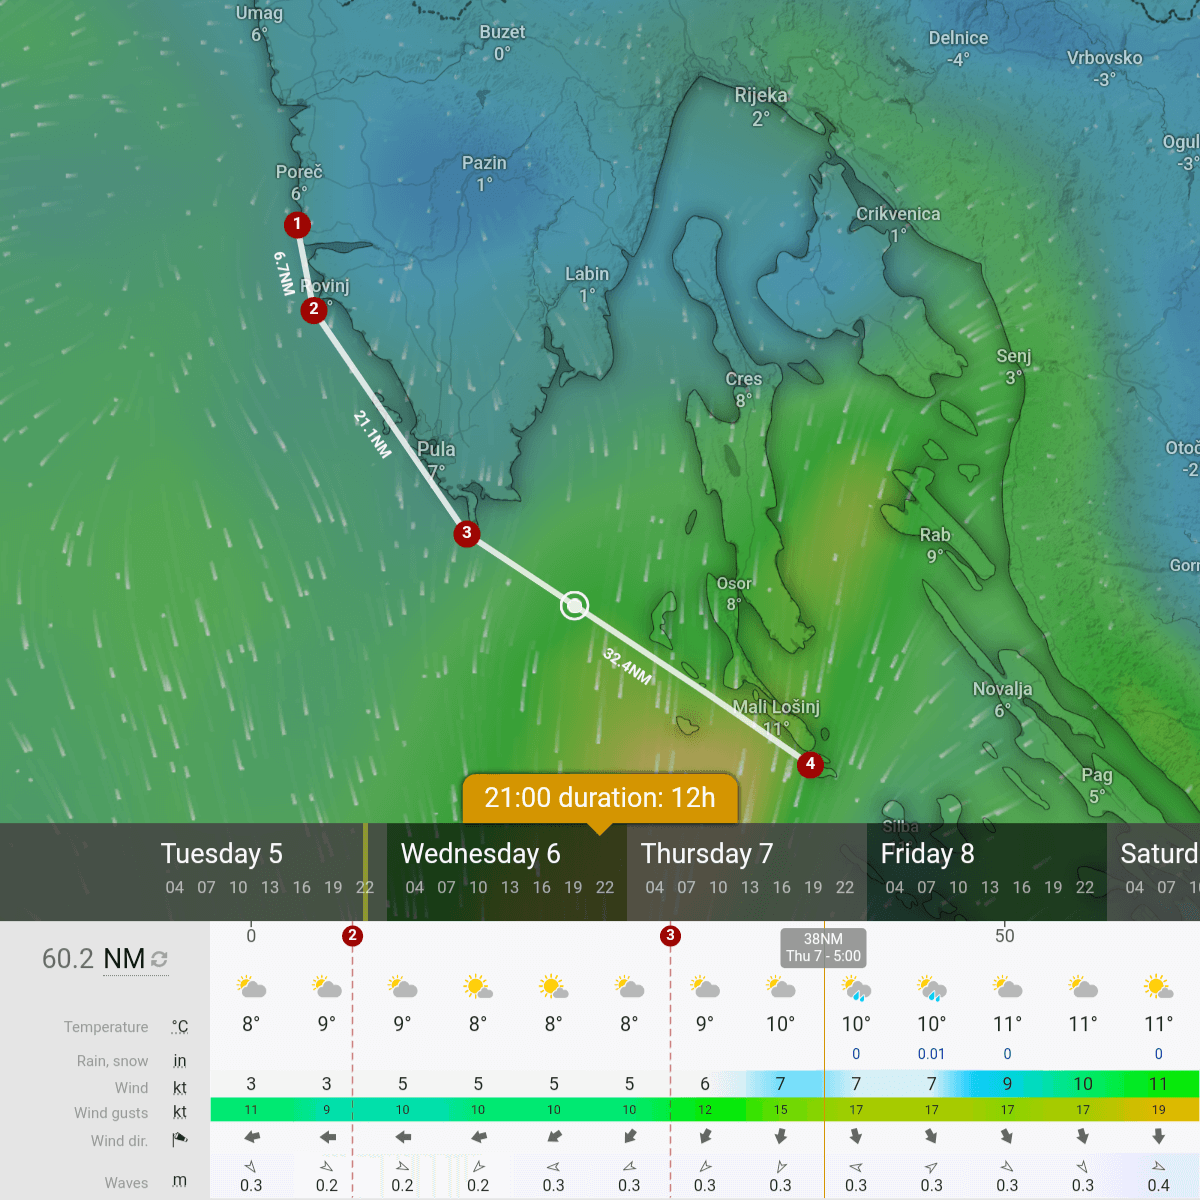 Umag
6°
Buzet
0°
Delnice
-4°
Vrbovsko
-3°
Rijeka
2°
Ogul
-3°
Pazin
1°
Poreč
6°
1
Crikvenica
1°
6.7NM
Rovinj
°
2
Labin
1°
Senj
3°
Cres
8°
21.1NM
Pula
7°
Otoč
-2
3
Rab
9°
Gorn
Osor
8°
32.4NM
Novalja
6°
Mali Lošinj
11°
4
Pag
5°
21:00 duration: 12h
Silba
Tuesday 5
Wednesday 6
Thursday 7
Friday 8
Saturd
04 07 10 13 16 19 22
04 07 10 13 16 19 22
04 07 10 13 16 19 22
04 07 10 13 16 19 22
04 07 10
60.2 NM
0 2 3 50
38NM
Thu 7 - 5:00
Temperature °C 8° 9° 9° 8° 8° 8° 9° 10° 10° 10° 11° 11° 11°
Rain, snow in 0 0.01 0 0
Wind kt 3 3 5 5 5 5 6 7 7 7 9 10 11
Wind gusts kt 11 9 10 10 10 10 12 15 17 17 17 17 19
Wind dir.
Waves m 0.3 0.2 0.2 0.2 0.3 0.3 0.3 0.3 0.3 0.3 0.3 0.3 0.4